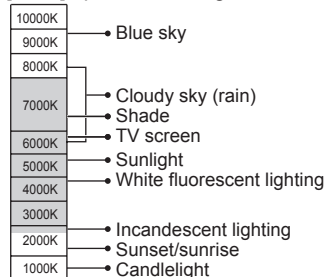 10000K
Blue sky
9000K
8000K
Cloudy sky (rain)
7000K
Shade
TV screen
6000K
Sunlight
5000K
White fluorescent lighting
4000K
3000K
Incandescent lighting
2000K
Sunset/sunrise
1000K
Candlelight